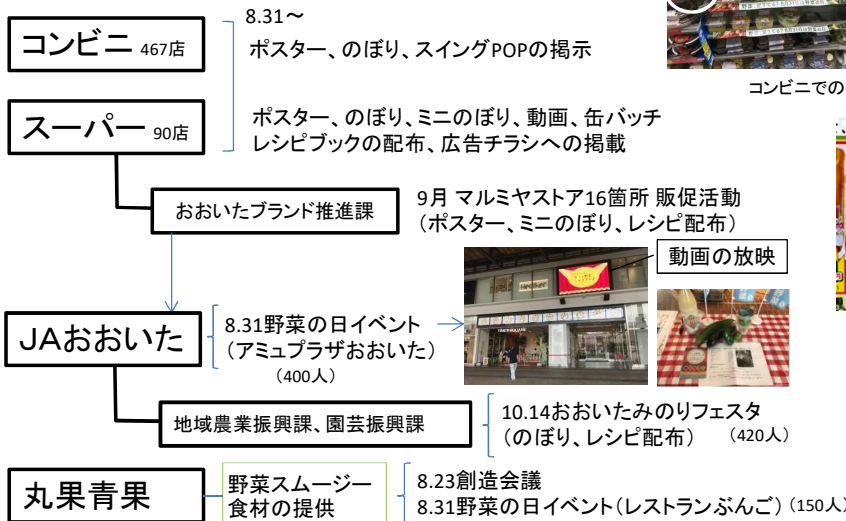 コンビニ 467店
8.31～
ポスター、のぼり、スイングPOPの掲示
コンビニでの
スーパー 90店
ポスター、のぼり、ミニのぼり、動画、缶バッチ
レシピブックの配布、広告チラシへの掲載
おおいたブランド推進課
9月 マルミヤストア16箇所 販促活動
（ポスター、ミニのぼり、レシピ配布）
動画の放映
JAおおいた
8.31野菜の日イベント
（アミュプラザおおいた）
（400人）
地域農業振興課、園芸振興課
10.14おおいたみのりフェスタ
（のぼり、レシピ配布） （420人）
丸果青果
野菜スムージー
食材の提供
8.23創造会議
8.31野菜の日イベント（レストランぶんご）（150人）